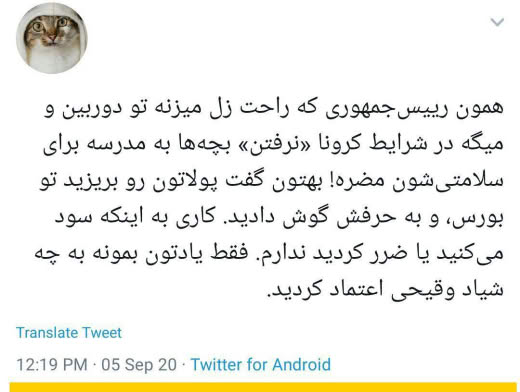 همون رییس‌جمهوری که راحت زل میزنه تو دوربین و
میگه در شرایط کرونا «نرفتن» بچه‌ها به مدرسه برای
سلامتی‌شون مضره! بهتون گفت پولاتون رو بریزید تو
بورس، و به حرفش گوش دادید. کاری به اینکه سود
می‌کنید یا ضرر کردید ندارم. فقط یادتون بمونه به چه
شیاد وقیحی اعتماد کردید.
Translate Tweet
12:19 PM · 05 Sep 20 · Twitter for Android